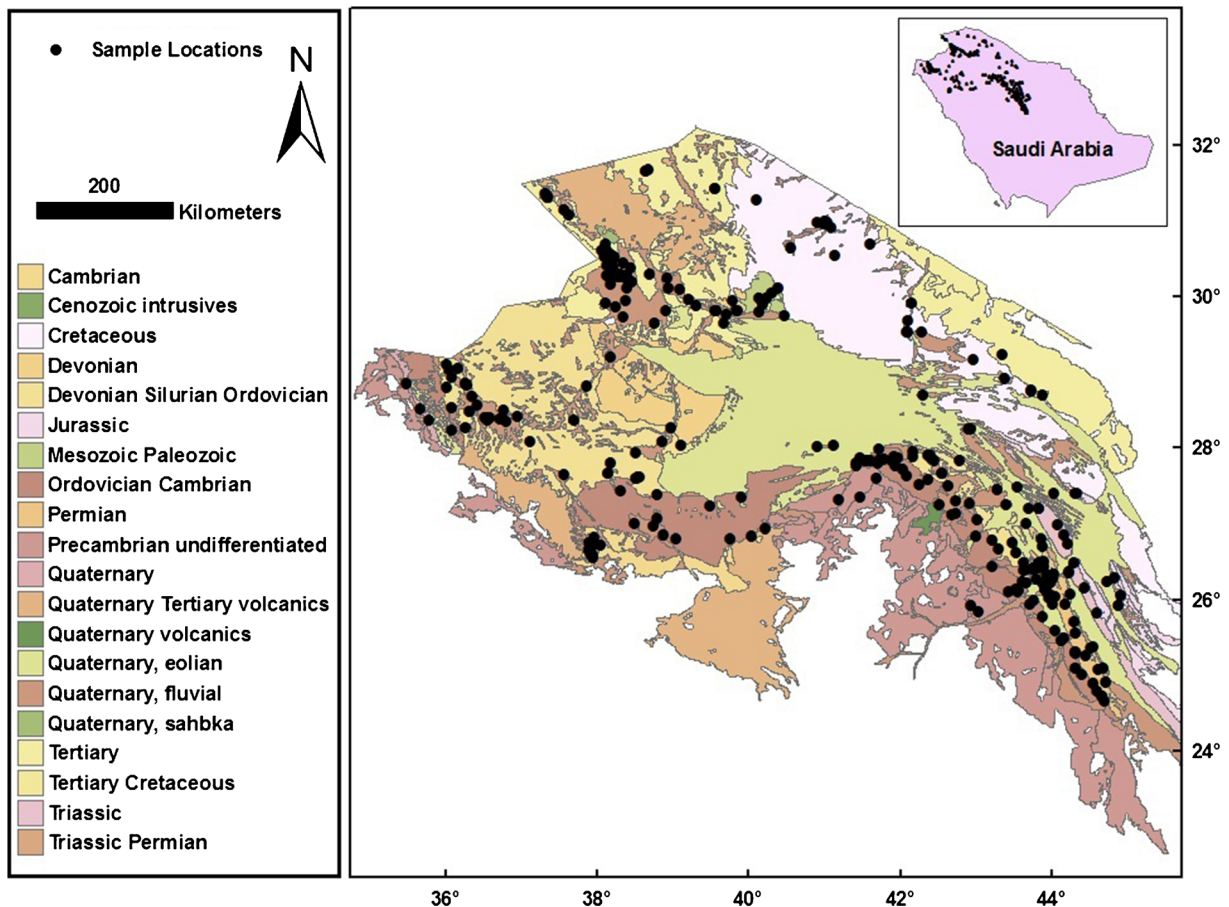 Sample Locations
N
200
Kilometers
Cambrian
Cenozoic intrusives
Cretaceous
Devonian
Devonian Silurian Ordovician
Jurassic
Mesozoic Paleozoic
Ordovician Cambrian
Permian
Precambrian undifferentiated
Quaternary
Quaternary Tertiary volcanics
Quaternary volcanics
Quaternary, eolian
Quaternary, fluvial
Quaternary, sahbka
Tertiary
Tertiary Cretaceous
Triassic
Triassic Permian
Saudi Arabia
32°
30°
28°
26°
24°
36°
38°
40°
42°
44°